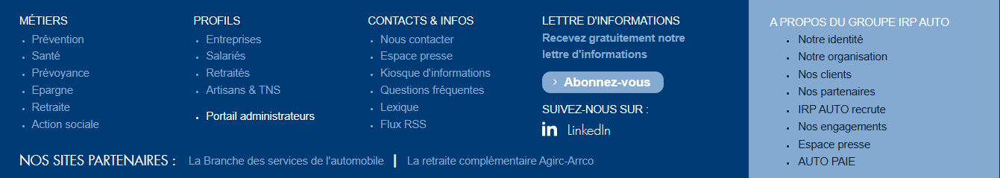 MÉTIERS
Prévention
Santé
Prévoyance
Epargne
Retraite
Action sociale
PROFILS
Entreprises
Salariés
Retraités
Artisans & TNS
Portail administrateurs
CONTACTS & INFOS
Nous contacter
Espace presse
Kiosque d'informations
Questions fréquentes
Lexique
Flux RSS
LETTRE D'INFORMATIONS
Recevez gratuitement notre
lettre d'informations
Abonnez-vous
SUIVEZ-NOUS SUR :
in LinkedIn
NOS SITES PARTENAIRES : La Branche des services de l'automobile | La retraite complémentaire Agirc-Arrco
A PROPOS DU GROUPE IRP AUTO
Notre identité
Notre organisation
Nos clients
Nos partenaires
IRP AUTO recrute
Nos engagements
Espace presse
AUTO PAIE